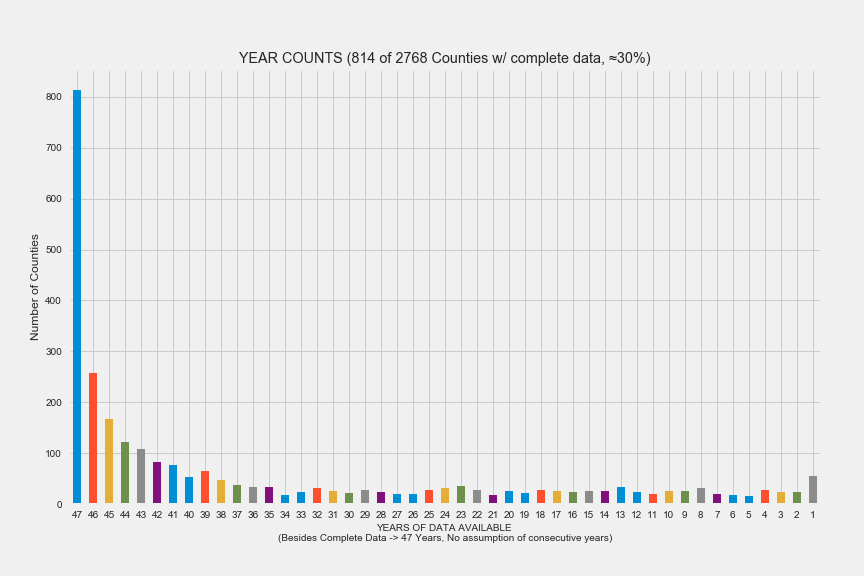 YEAR COUNTS (814 of 2768 Counties w/ complete data, ≈30%)
Number of Counties
800
700
600
500
400
300
200
100
0
47 46 45 44 43 42 41 40 39 38 37 36 35 34 33 32 31 30 29 28 27 26 25 24 23 22 21 20 19 18 17 16 15 14 13 12 11 10 9 8 7 6 5 4 3 2 1
YEARS OF DATA AVAILABLE
(Besides Complete Data -> 47 Years, No assumption of consecutive years)